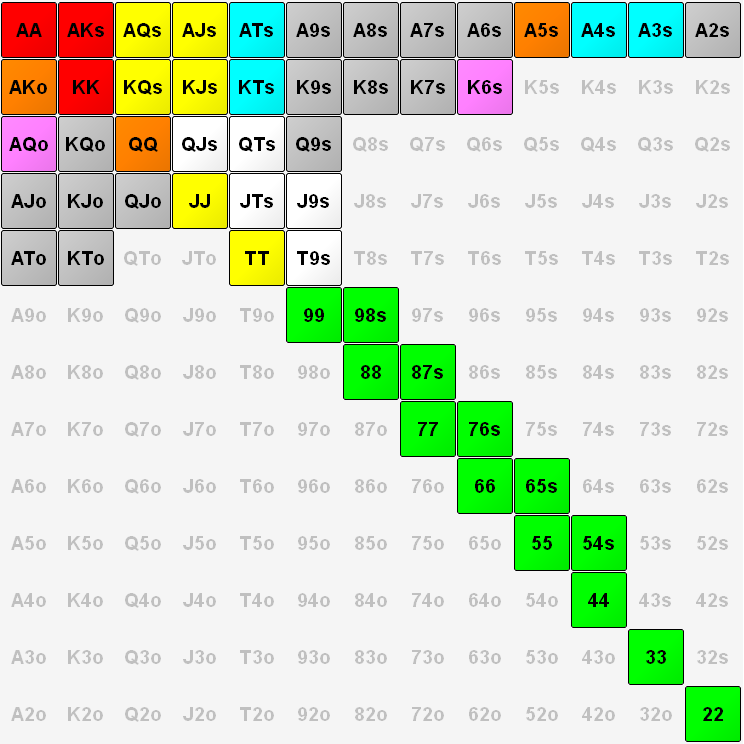 AA AKs AQs AJs ATs A9s A8s A7s A6s A5s A4s A3s A2s
AKo KK KQs KJs KTs K9s K8s K7s K6s K5s K4s K3s K2s
AQo KQo QQ QJs QTs Q9s Q8s Q7s Q6s Q5s Q4s Q3s Q2s
AJo KJo QJo JJ JTs J9s J8s J7s J6s J5s J4s J3s J2s
ATo KTo QTo JTo TT T9s T8s T7s T6s T5s T4s T3s T2s
A9o K9o Q9o J9o T9o 99 98s 97s 96s 95s 94s 93s 92s
A8o K8o Q8o J8o T8o 98o 88 87s 86s 85s 84s 83s 82s
A7o K7o Q7o J7o T7o 97o 87o 77 76s 75s 74s 73s 72s
A6o K6o Q6o J6o T6o 96o 86o 76o 66 65s 64s 63s 62s
A5o K5o Q5o J5o T5o 95o 85o 75o 65o 55 54s 53s 52s
A4o K4o Q4o J4o T4o 94o 84o 74o 64o 54o 44 43s 42s
A3o K3o Q3o J3o T3o 93o 83o 73o 63o 53o 43o 33 32s
A2o K2o Q2o J2o T2o 92o 82o 72o 62o 52o 42o 32o 22